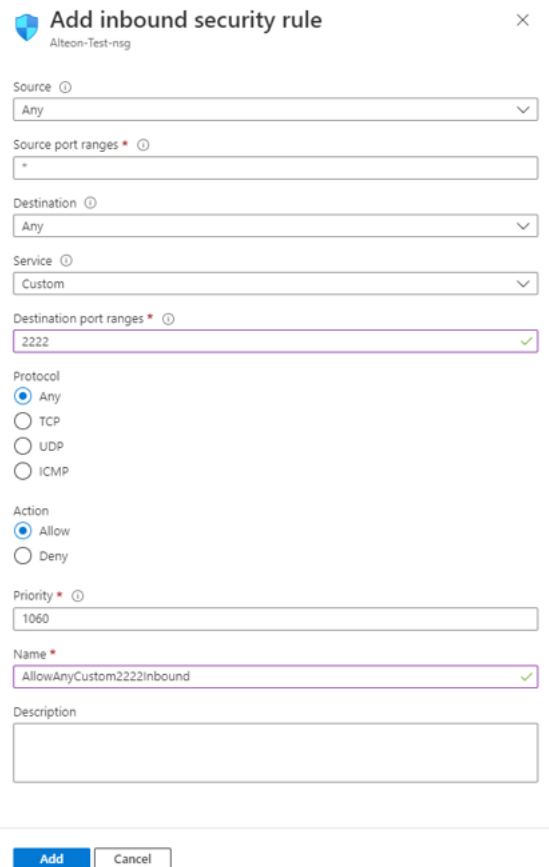 Add inbound security rule
Alteon-Test-nsg
Source
Any
Source port ranges *
*
Destination
Any
Service
Custom
Destination port ranges *
2222
Protocol
Any
TCP
UDP
ICMP
Action
Allow
Deny
Priority *
1060
Name *
AllowAnyCustom2222Inbound
Description
Add Cancel